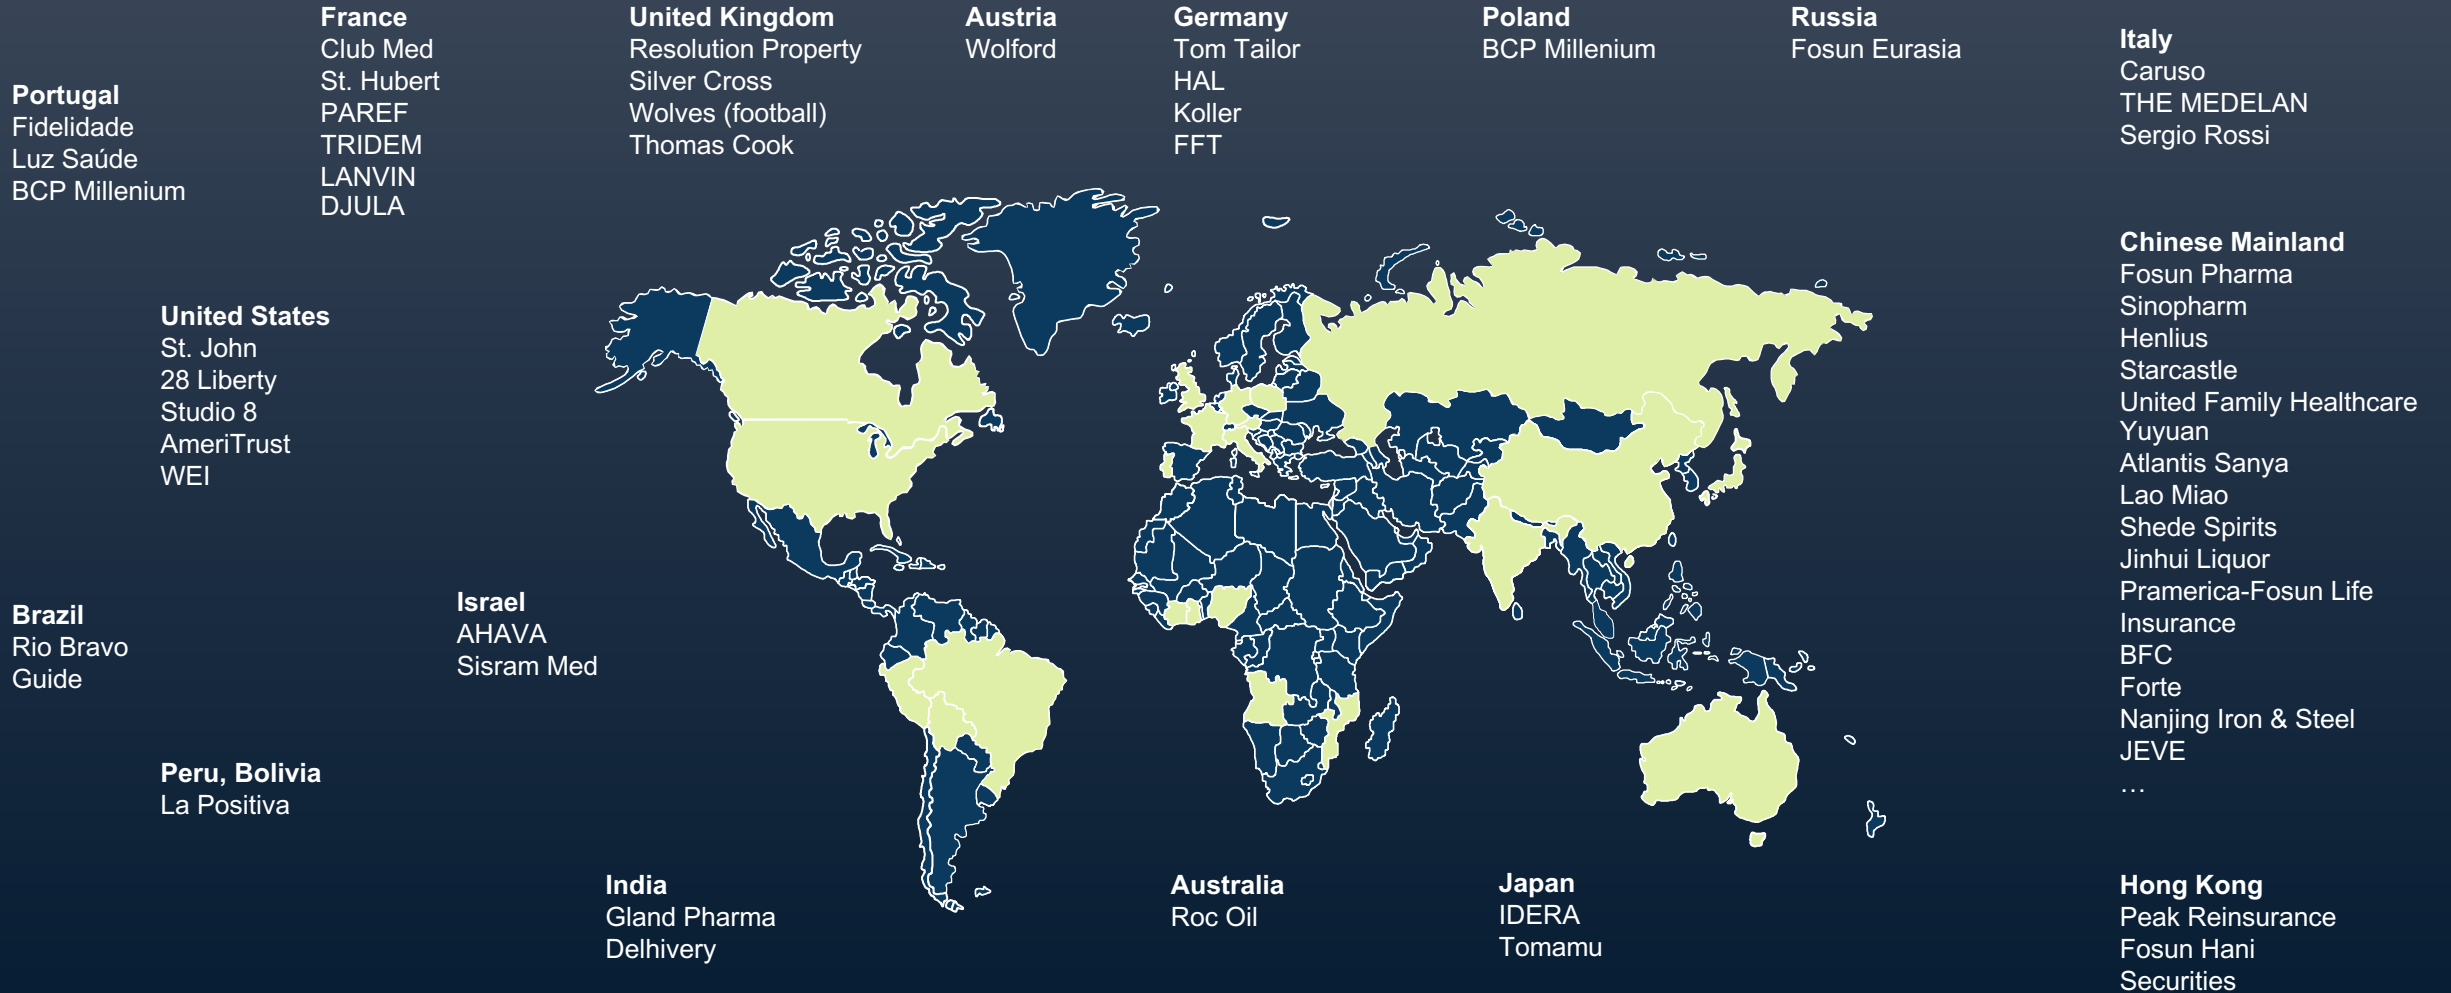 France
Club Med
St. Hubert
PAREF
TRIDEM
LANVIN
DJULA
United Kingdom
Resolution Property
Silver Cross
Wolves (football)
Thomas Cook
Austria
Wolford
Germany
Tom Tailor
HAL
Koller
FFT
Poland
BCP Millenium
Russia
Fosun Eurasia
Italy
Caruso
THE MEDELAN
Sergio Rossi
Portugal
Fidelidade
Luz Saúde
BCP Millenium
United States
St. John
28 Liberty
Studio 8
AmeriTrust
WEI
Chinese Mainland
Fosun Pharma
Sinopharm
Henlius
Starcastle
United Family Healthcare
Yuyuan
Atlantis Sanya
Lao Miao
Shede Spirits
Jinhui Liquor
Pramerica-Fosun Life
Insurance
BFC
Forte
Nanjing Iron & Steel
JEVE
…
Brazil
Rio Bravo
Guide
Israel
AHAVA
Sisram Med
Peru, Bolivia
La Positiva
India
Gland Pharma
Delhivery
Australia
Roc Oil
Japan
IDERA
Tomamu
Hong Kong
Peak Reinsurance
Fosun Hani
Securities